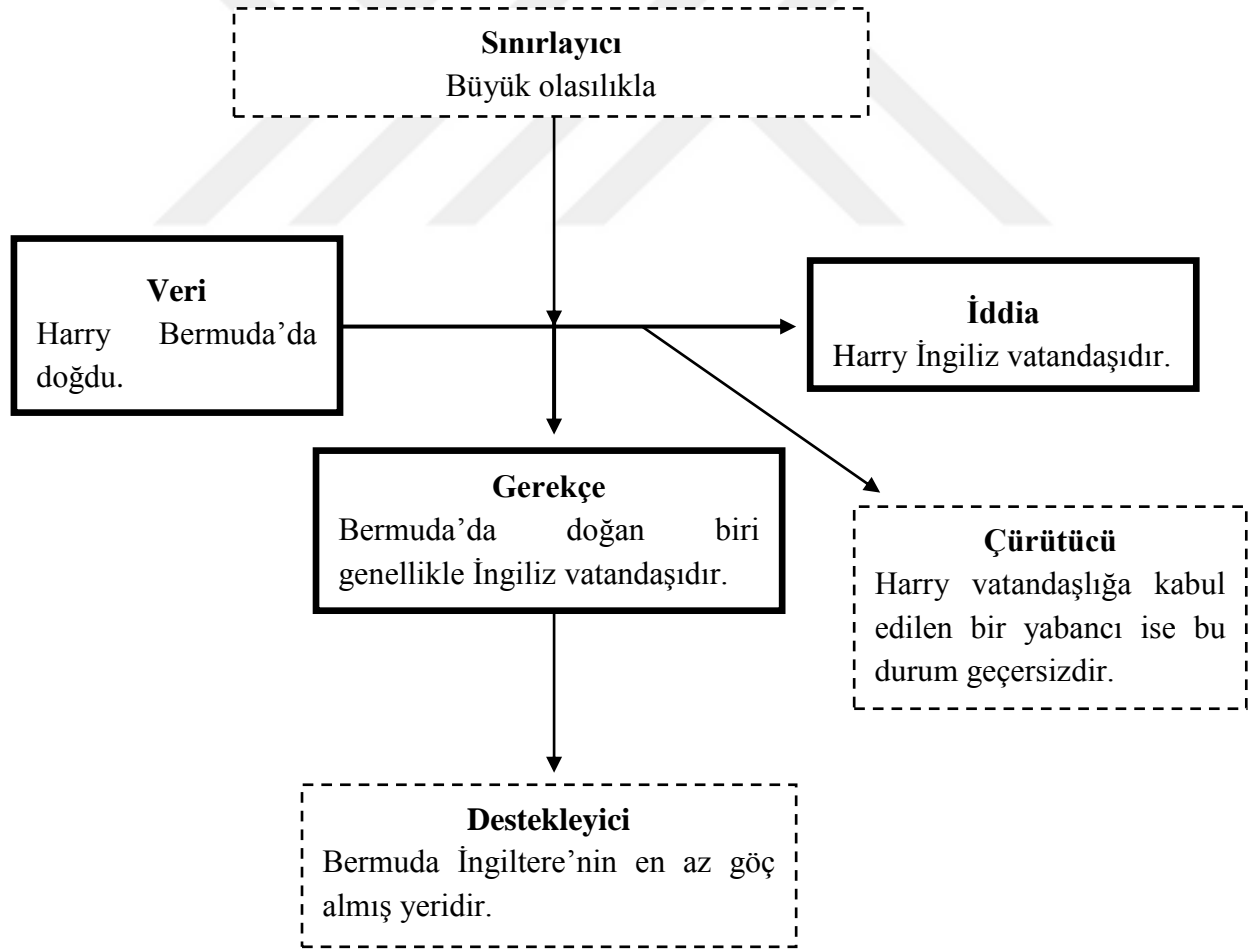 Sınırlayıcı
Büyük olasılıkla
Veri
Harry Bermuda’da
doğdu.
İddia
Harry İngiliz vatandaşıdır.
Gerekçe
Bermuda’da doğan biri
genellikle İngiliz vatandaşıdır.
Çürütücü
Harry vatandaşlığa kabul
edilen bir yabancı ise bu
durum geçersizdir.
Destekleyici
Bermuda İngiltere’nin en az göç
almış yeridir.